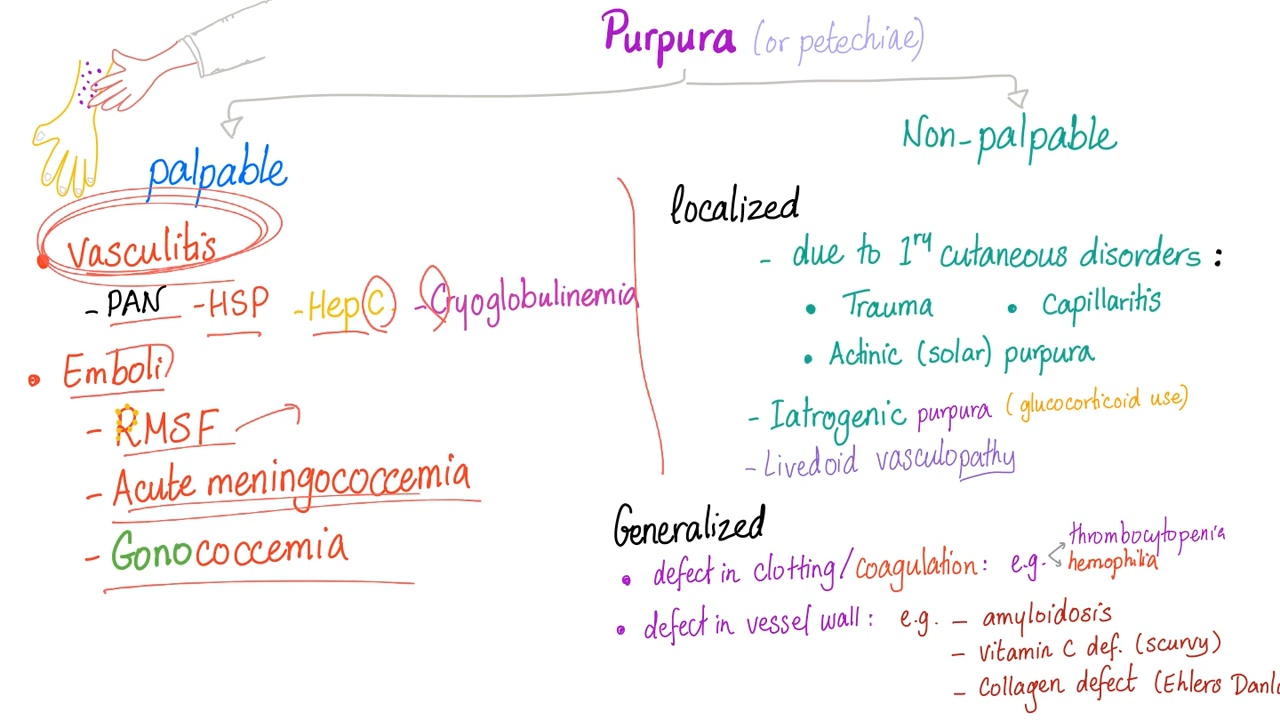 Purpura (or petechiae)
palpable
• Vasculitis
- PAN - HSP - Hep C - Cryoglobulinemia
• Emboli
- RMSF
- Acute meningococcemia
- Gonococcemia
Non-palpable
localized
- due to 1ry cutaneous disorders :
• Trauma • Capillaritis
• Actinic (solar) purpura
- Iatrogenic purpura (glucocorticoid use)
- Livedoid vasculopathy
Generalized
• defect in clotting/coagulation: e.g. thrombocytopenia
hemophilia
• defect in vessel wall: e.g. - amyloidosis
- Vitamin C def. (scurvy)
- Collagen defect (Ehlers Danl